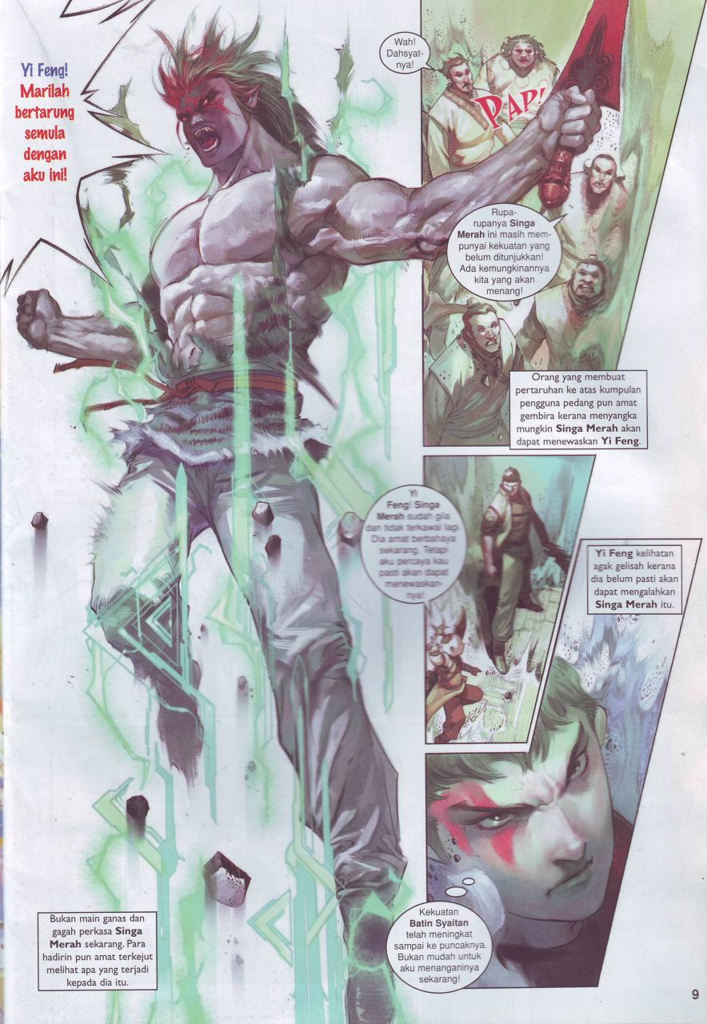 Yi Feng!
Marilah
bertarung
semula
dengan
aku ini!
Wah!
Dahsyat-
nya!
PAP!
Rupa-
rupanya Singa
Merah ini masih mem-
punyai kekuatan yang
belum ditunjukkan!
Ada kemungkinannya
kita yang akan
menang!
Orang yang membuat
pertaruhan ke atas kumpulan
pengguna pedang pun amat
gembira kerana menyangka
mungkin Singa Merah akan
dapat menewaskan Yi Feng.
Yi
Feng! Singa
Merah sudah gila
dan tidak terkawal lagi.
Dia amat berbahaya
sekarang. Tetapi
aku percaya kau
pasti akan dapat
menewaskan-
nya!
Yi Feng kelihatan
agak gelisah kerana
dia belum pasti akan
dapat mengalahkan
Singa Merah itu.
Kekuatan
Batin Syaitan
telah meningkat
sampai ke puncaknya.
Bukan mudah untuk
aku menanganinya
sekarang!
Bukan main ganas dan
gagah perkasa Singa
Merah sekarang. Para
hadirin pun amat terkejut
melihat apa yang terjadi
kepada dia itu.
9